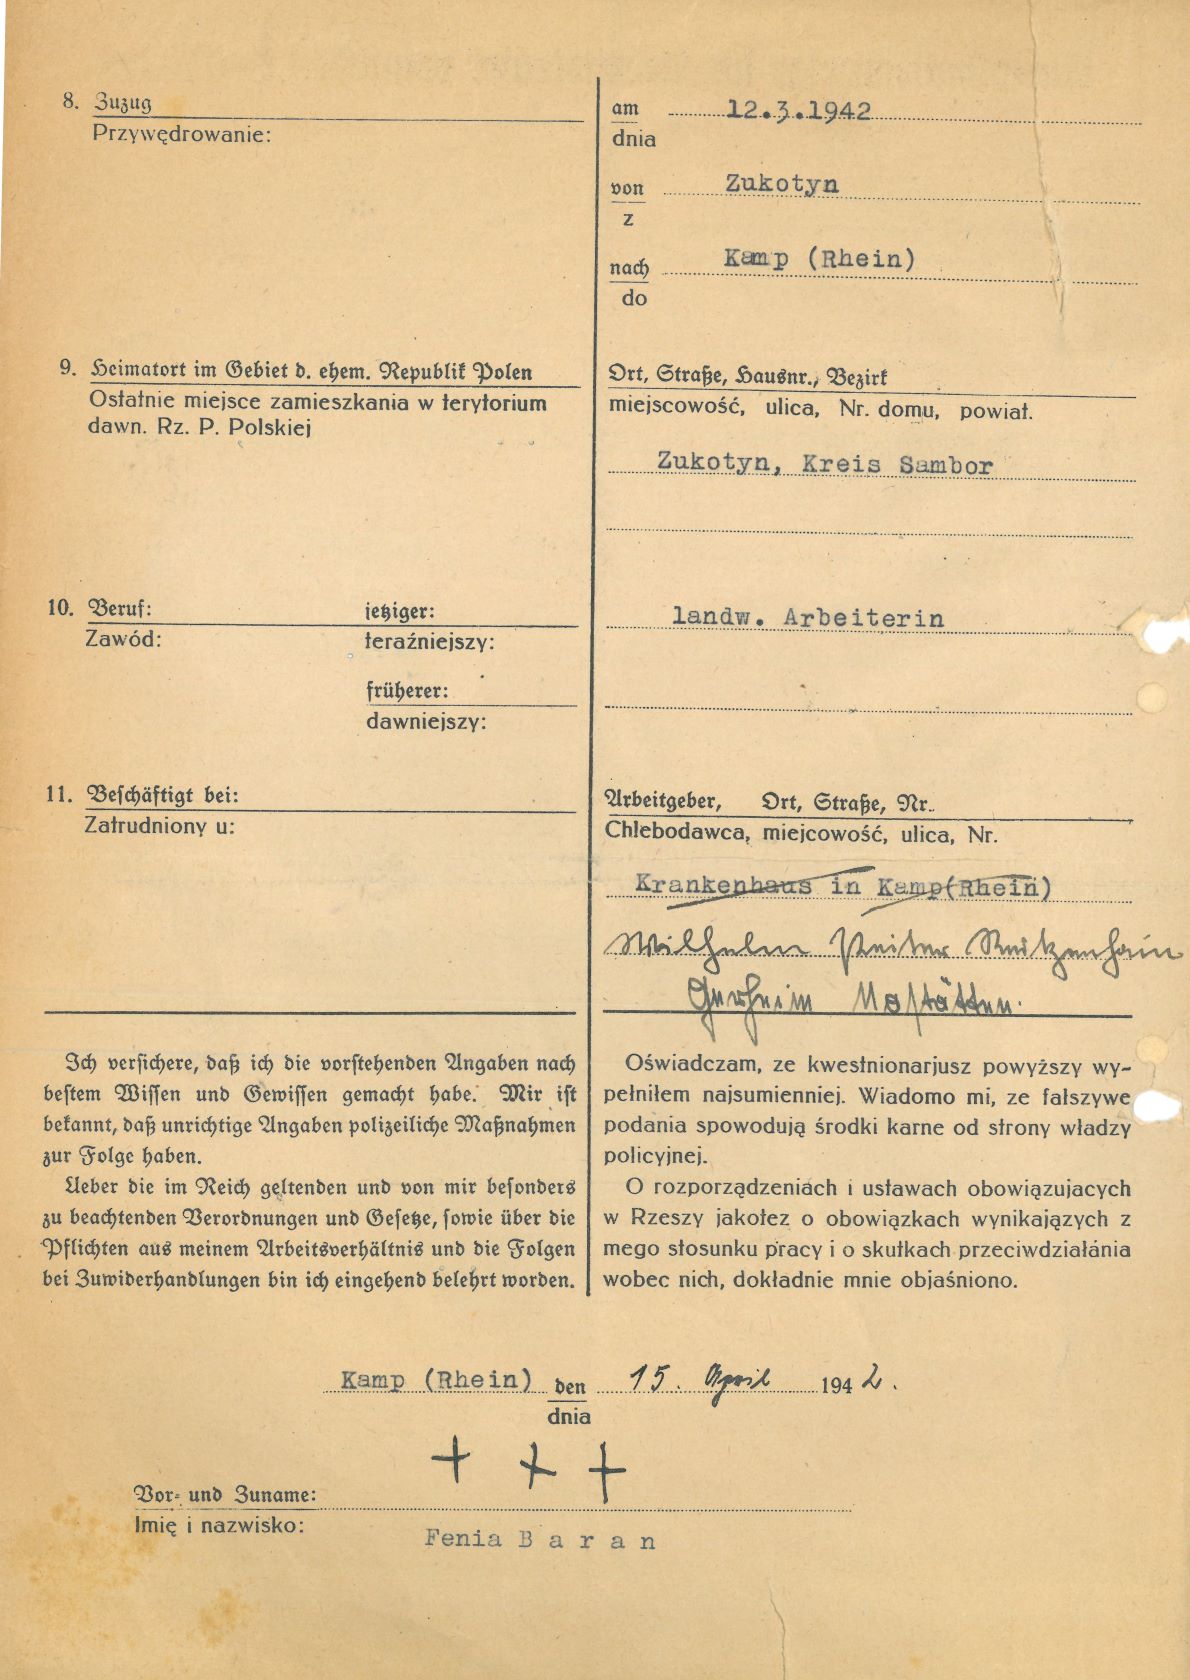 8. Zuzug
Przywędrowanie:
am 12.3.1942
dnia
von Zukotyn
z
nach Kamp (Rhein)
do
9. Heimatort im Gebiet d. ehem. Republik Polen
Ostatnie miejsce zamieszkania w terytorium
dawn. Rz. P. Polskiej
Ort, Straße, Hausnr., Bezirk
miejscowość, ulica, Nr. domu, powiat.
Zukotyn, Kreis Sambor
10. Beruf: jetziger:
Zawód: teraźniejszy:
landw. Arbeiterin
früherer:
dawniejszy:
11. Beschäftigt bei:
Zatrudniony u:
Arbeitgeber, Ort, Straße, Nr.
Chlebodawca, miejcowość, ulica, Nr.
Krankenhaus in Kamp(Rhein)
Wilhelm Reitzenhain
Nastätten.
Ich versichere, daß ich die vorstehenden Angaben nach
bestem Wissen und Gewissen gemacht habe. Mir ist
bekannt, daß unrichtige Angaben polizeiliche Maßnahmen
zur Folge haben.
Ueber die im Reich geltenden und von mir besonders
zu beachtenden Verordnungen und Gesetze, sowie über die
Pflichten aus meinem Arbeitsverhältnis und die Folgen
bei Zuwiderhandlungen bin ich eingehend belehrt worden.
Oświadczam, ze kwestnionarjusz powyższy wy-
pełniłem najsumienniej. Wiadomo mi, ze fałszywe
podania spowodują środki karne od strony władzy
policyjnej.
O rozporządzeniach i ustawach obowiązujacych
w Rzeszy jakotez o obowiązkach wynikających z
mego stosunku pracy i o skutkach przeciwdziałánia
wobec nich, dokładnie mnie objaśniono.
Kamp (Rhein) den 15. April 1942.
dnia
+ + +
Vor- und Zuname:
Imię i nazwisko:
Fenia Baran